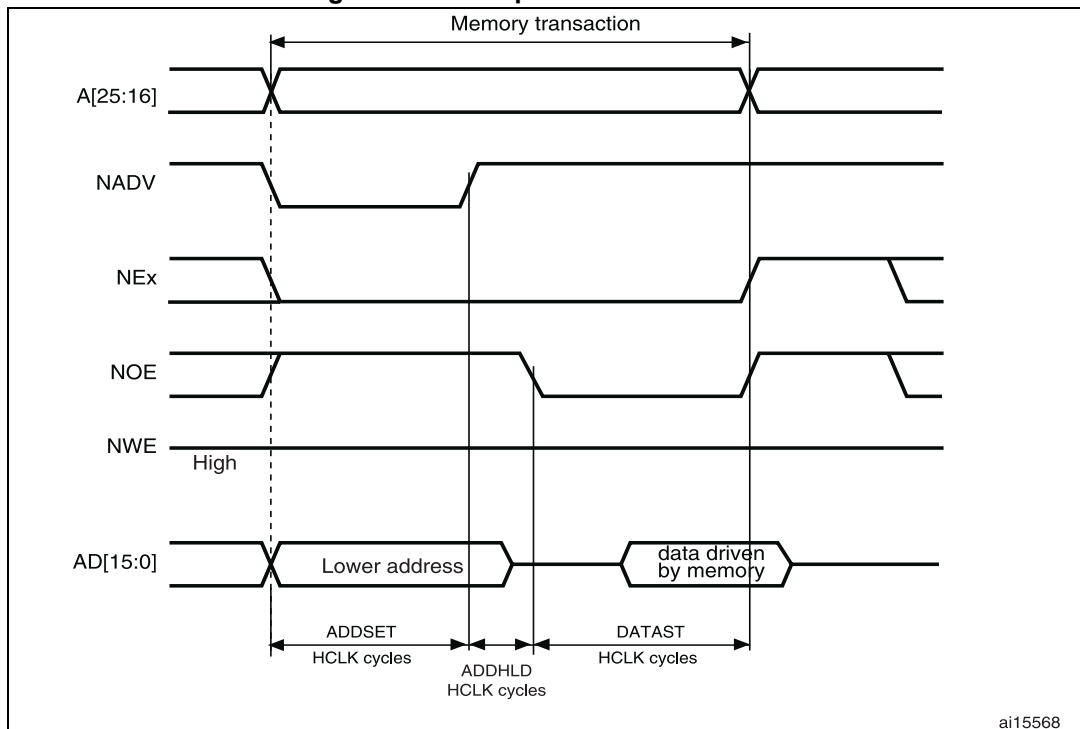 Memory transaction
A[25:16]
NADV
NEx
NOE
NWE
High
AD[15:0]
Lower address
data driven
by memory
ADDSET
HCLK cycles
ADDHLD
HCLK cycles
DATAST
HCLK cycles
ai15568